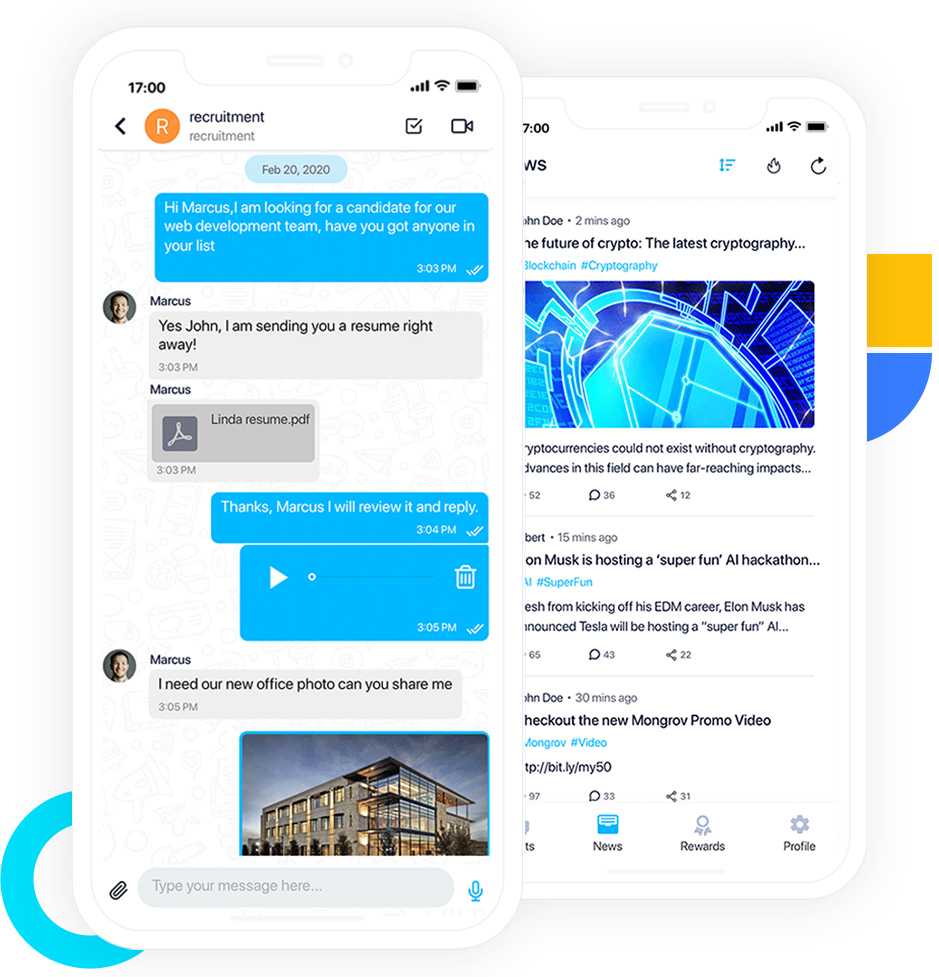 17:00
R
recruitment
recruitment
Feb 20, 2020
Hi Marcus,I am looking for a candidate for our
web development team, have you got anyone in
your list
3:03 PM
Marcus
Yes John, I am sending you a resume right
away!
3:03 PM
Marcus
Linda resume.pdf
3:03 PM
Thanks, Marcus I will review it and reply.
3:04 PM
3:05 PM
Marcus
I need our new office photo can you share me
3:05 PM
Type your message here...
7:00
ws
ohn Doe • 2 mins ago
he future of crypto: The latest cryptography...
Blockchain #Cryptography
ryptocurrencies could not exist without cryptography.
dvances in this field can have far-reaching impacts...
52 36 12
bert • 15 mins ago
on Musk is hosting a ‘super fun’ AI hackathon...
AI #SuperFun
esh from kicking off his EDM career, Elon Musk has
nnounced Tesla will be hosting a “super fun” AI...
65 43 22
ohn Doe • 30 mins ago
heckout the new Mongrov Promo Video
Mongrov #Video
tp://bit.ly/my50
97 33 31
ts News Rewards Profile